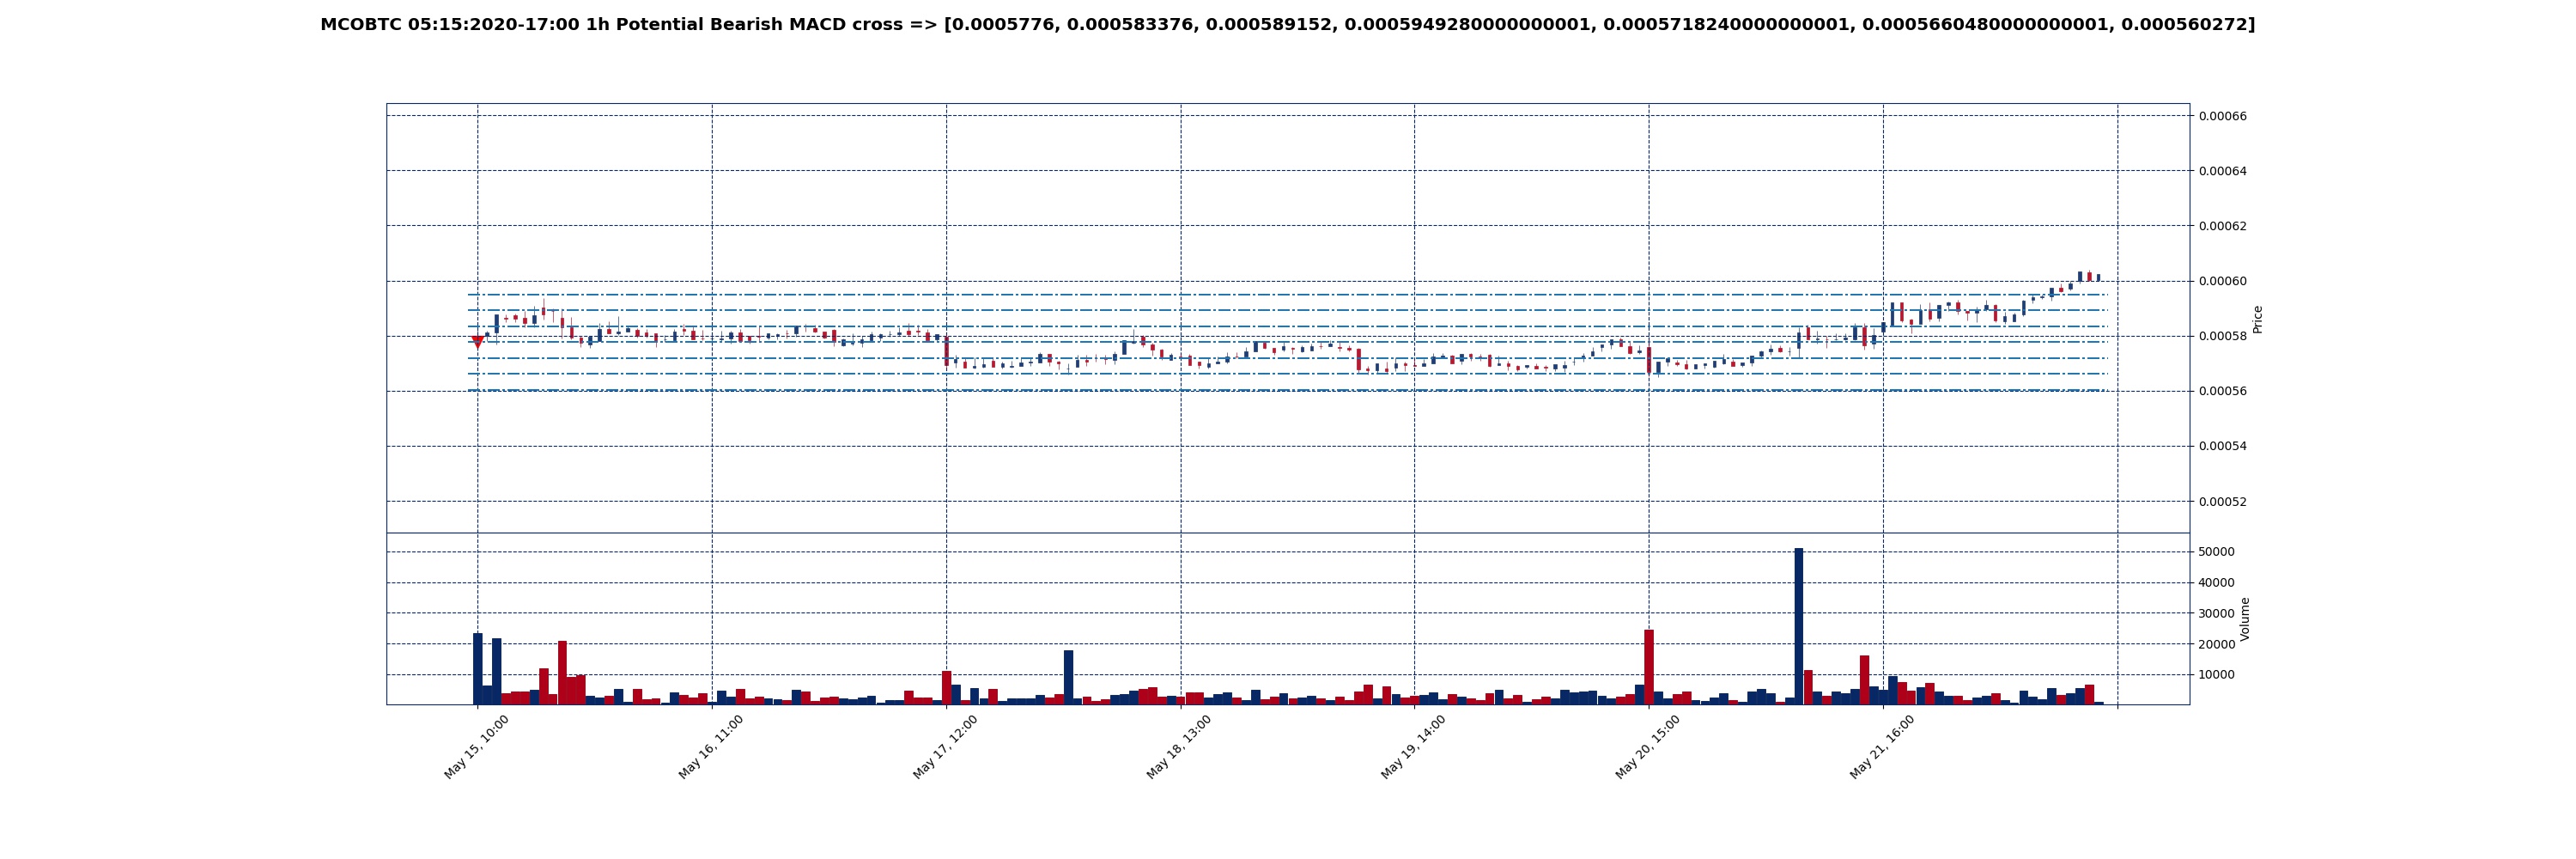 MCOBTC 05:15:2020-17:00 1h Potential Bearish MACD cross => [0.0005776, 0.000583376, 0.000589152, 0.0005949280000000001, 0.0005718240000000001, 0.0005660480000000001, 0.000560272]
0.00066
0.00064
0.00062
0.00060
0.00058
0.00056
0.00054
0.00052
Price
50000
40000
30000
20000
10000
Volume
May 15, 10:00
May 16, 11:00
May 17, 12:00
May 18, 13:00
May 19, 14:00
May 20, 15:00
May 21, 16:00